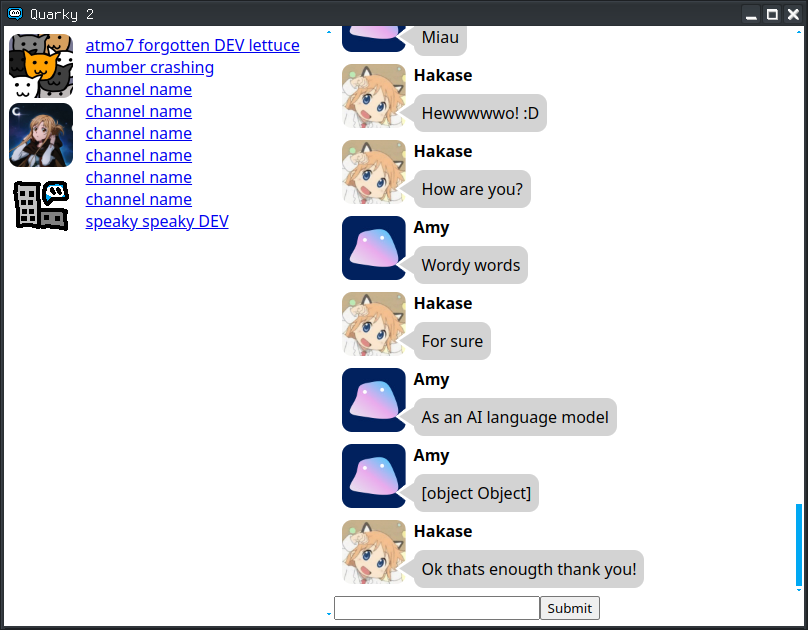 Quarky 2
atmo7 forgotten DEV lettuce
number crashing
channel name
channel name
channel name
channel name
channel name
channel name
speaky speaky DEV
Miau
Hakase
Hewwwwwo! :D
Hakase
How are you?
Amy
Wordy words
Hakase
For sure
Amy
As an AI language model
Amy
[object Object]
Hakase
Ok thats enougth thank you!
Submit